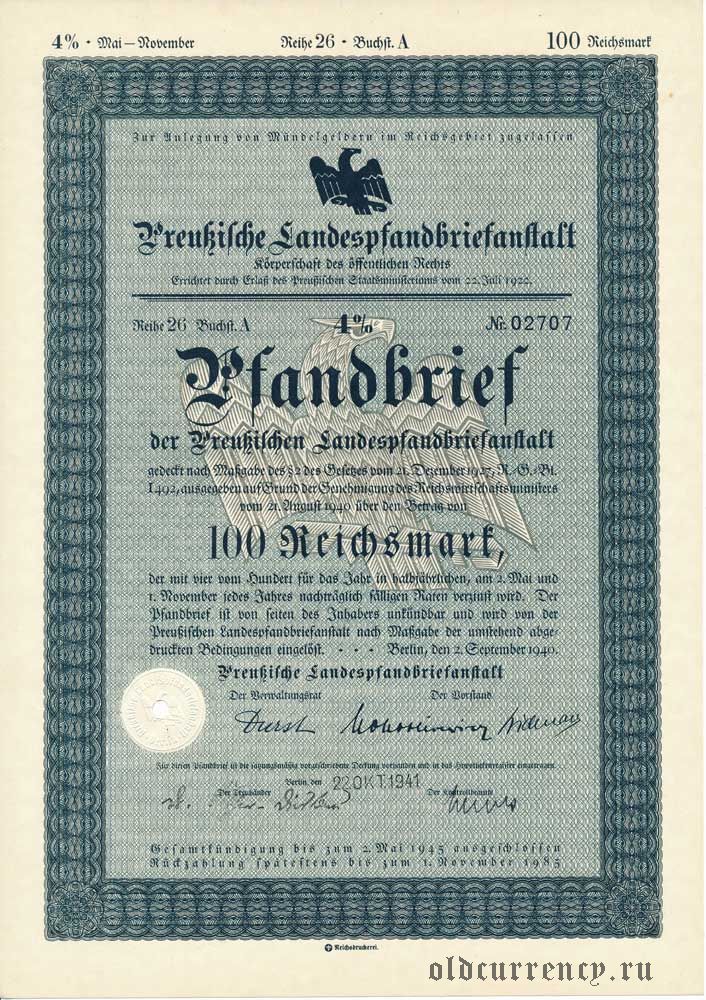 4% · Mai – November Reihe 26 · Buchst. A 100 Reichsmark
Zur Anlegung von Mündelgeldern im Reichsgebiet zugelassen
Preußische Landespfandbriefanstalt
Körperschaft des öffentlichen Rechts
Errichtet durch Erlaß des Preußischen Staatsministeriums vom 22. Juli 1922.
Reihe 26 Buchst. A 4% Nr. 02707
Pfandbrief
der Preußischen Landespfandbriefanstalt
gedeckt nach Maßgabe des § 2 des Gesetzes vom 21. Dezember 1927, R.-G.-Bl.
I 492, ausgegeben auf Grund der Genehmigung des Reichswirtschaftsministers
vom 21. August 1940 über den Betrag von
100 Reichsmark,
der mit vier vom Hundert für das Jahr in halbjährlichen, am 2. Mai und
1. November jedes Jahres nachträglich fälligen Raten verzinst wird. Der
Pfandbrief ist von seiten des Inhabers unkündbar und wird von der
Preußischen Landespfandbriefanstalt nach Maßgabe der umstehend abge-
druckten Bedingungen eingelöst. - - - Berlin, den 2. September 1940.
Preußische Landespfandbriefanstalt
Der Verwaltungsrat Der Vorstand
Durst
Für diesen Pfandbrief ist die satzungsmäßig vorgeschriebene Deckung vorhanden und in das Hypothekenregister eingetragen.
Berlin, den 22. OKT. 1941
Der Treuhänder Der Kontrollbeamte
Gesamtkündigung bis zum 2. Mai 1945 ausgeschlossen
Rückzahlung spätestens bis zum 1. November 1985
Reichsdruckerei.
oldcurrency.ru